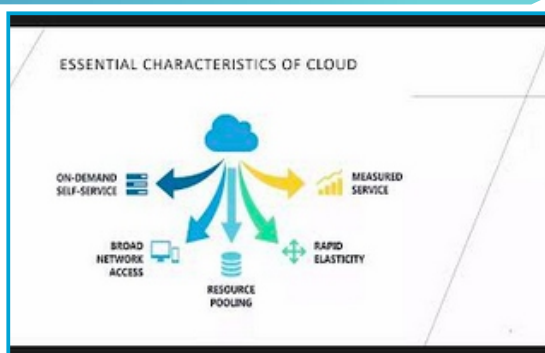 ESSENTIAL CHARACTERISTICS OF CLOUD
ON-DEMAND
SELF-SERVICE
MEASURED
SERVICE
BROAD
NETWORK
ACCESS
RAPID
ELASTICITY
RESOURCE
POOLING